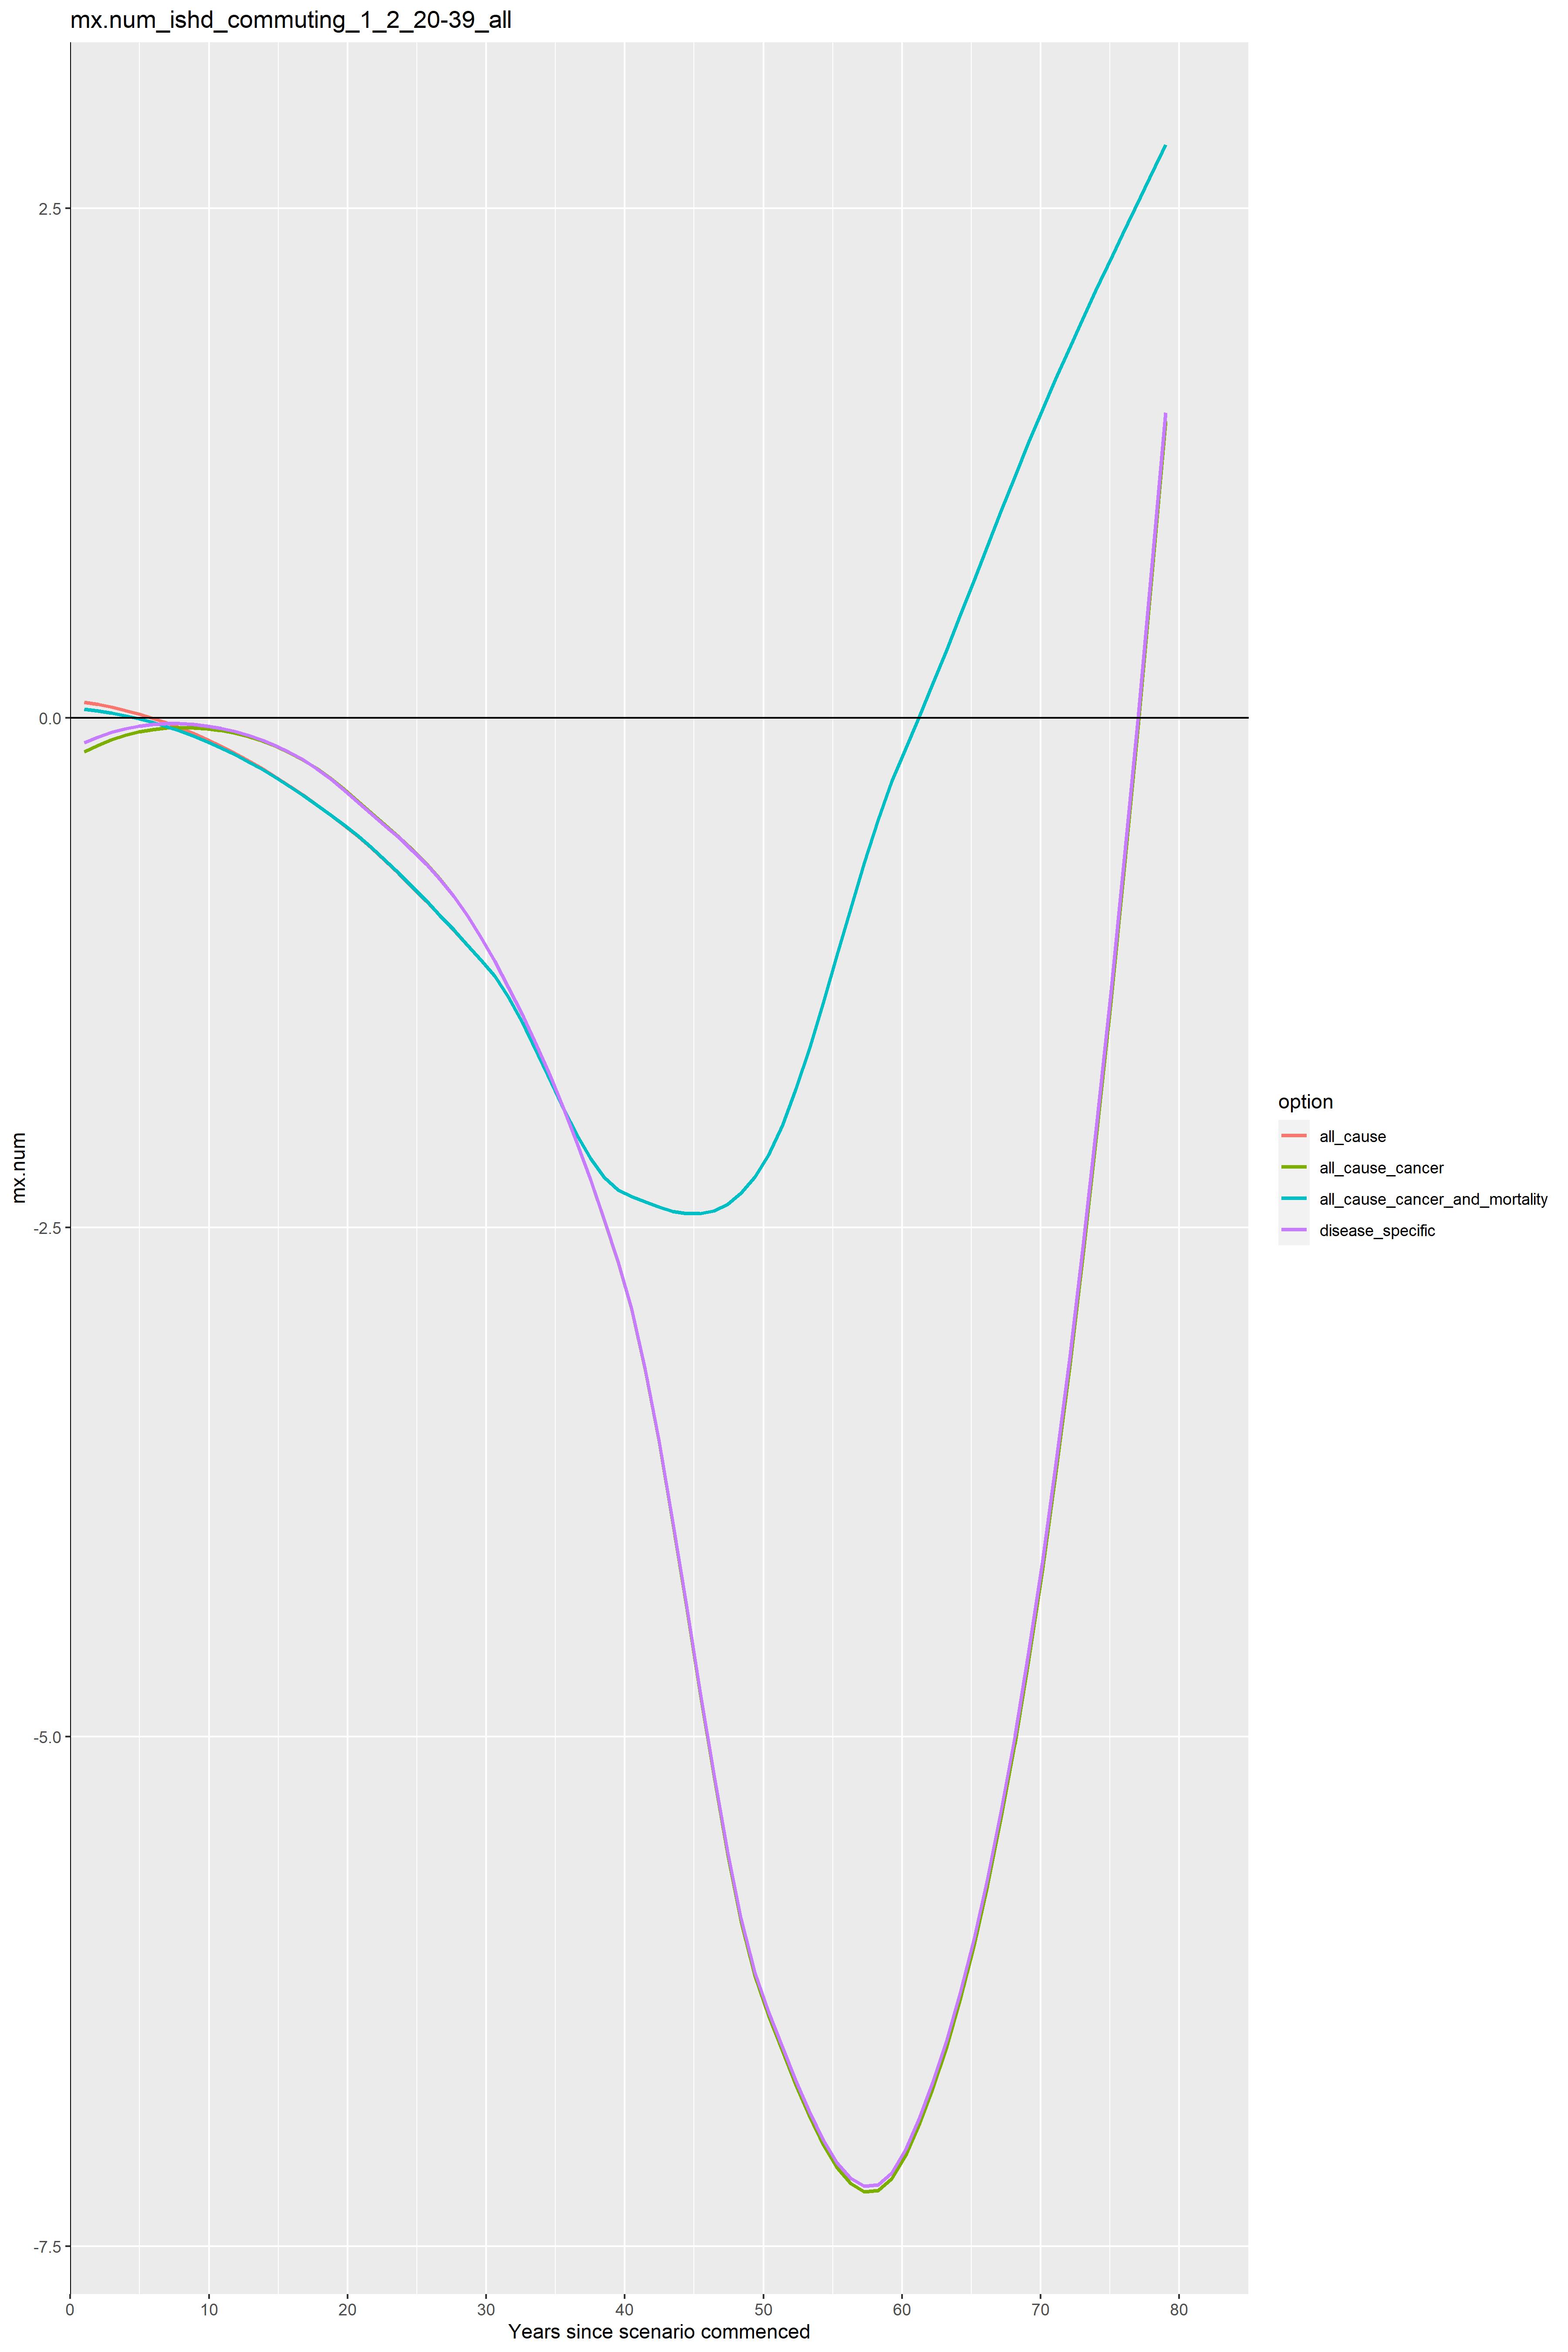 mx.num_ishd_commuting_1_2_20-39_all
2.5
0.0
-2.5
-5.0
-7.5
mx.num
0 10 20 30 40 50 60 70 80
Years since scenario commenced
option
all_cause
all_cause_cancer
all_cause_cancer_and_mortality
disease_specific